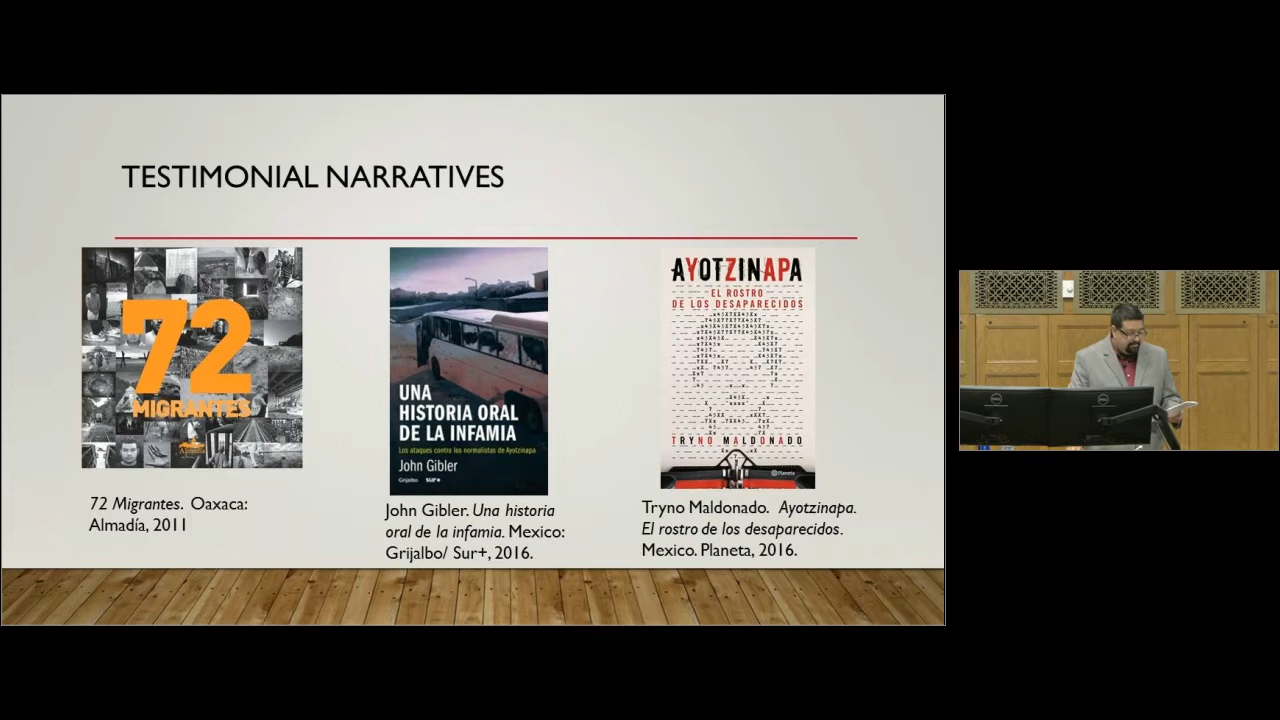 TESTIMONIAL NARRATIVES
72
MIGRANTES
Almadía
72 Migrantes. Oaxaca:
Almadía, 2011
UNA
HISTORIA ORAL
DE LA INFAMIA
Los ataques contra los normalistas de Ayotzinapa
John Gibler
Grijalbo sur+
John Gibler. Una historia
oral de la infamia. Mexico:
Grijalbo/ Sur+, 2016.
AYOTZINAPA
EL ROSTRO
DE LOS DESAPARECIDOS
TRYNO MALDONADO
Planeta
Tryno Maldonado. Ayotzinapa.
El rostro de los desaparecidos.
Mexico. Planeta, 2016.
DELL